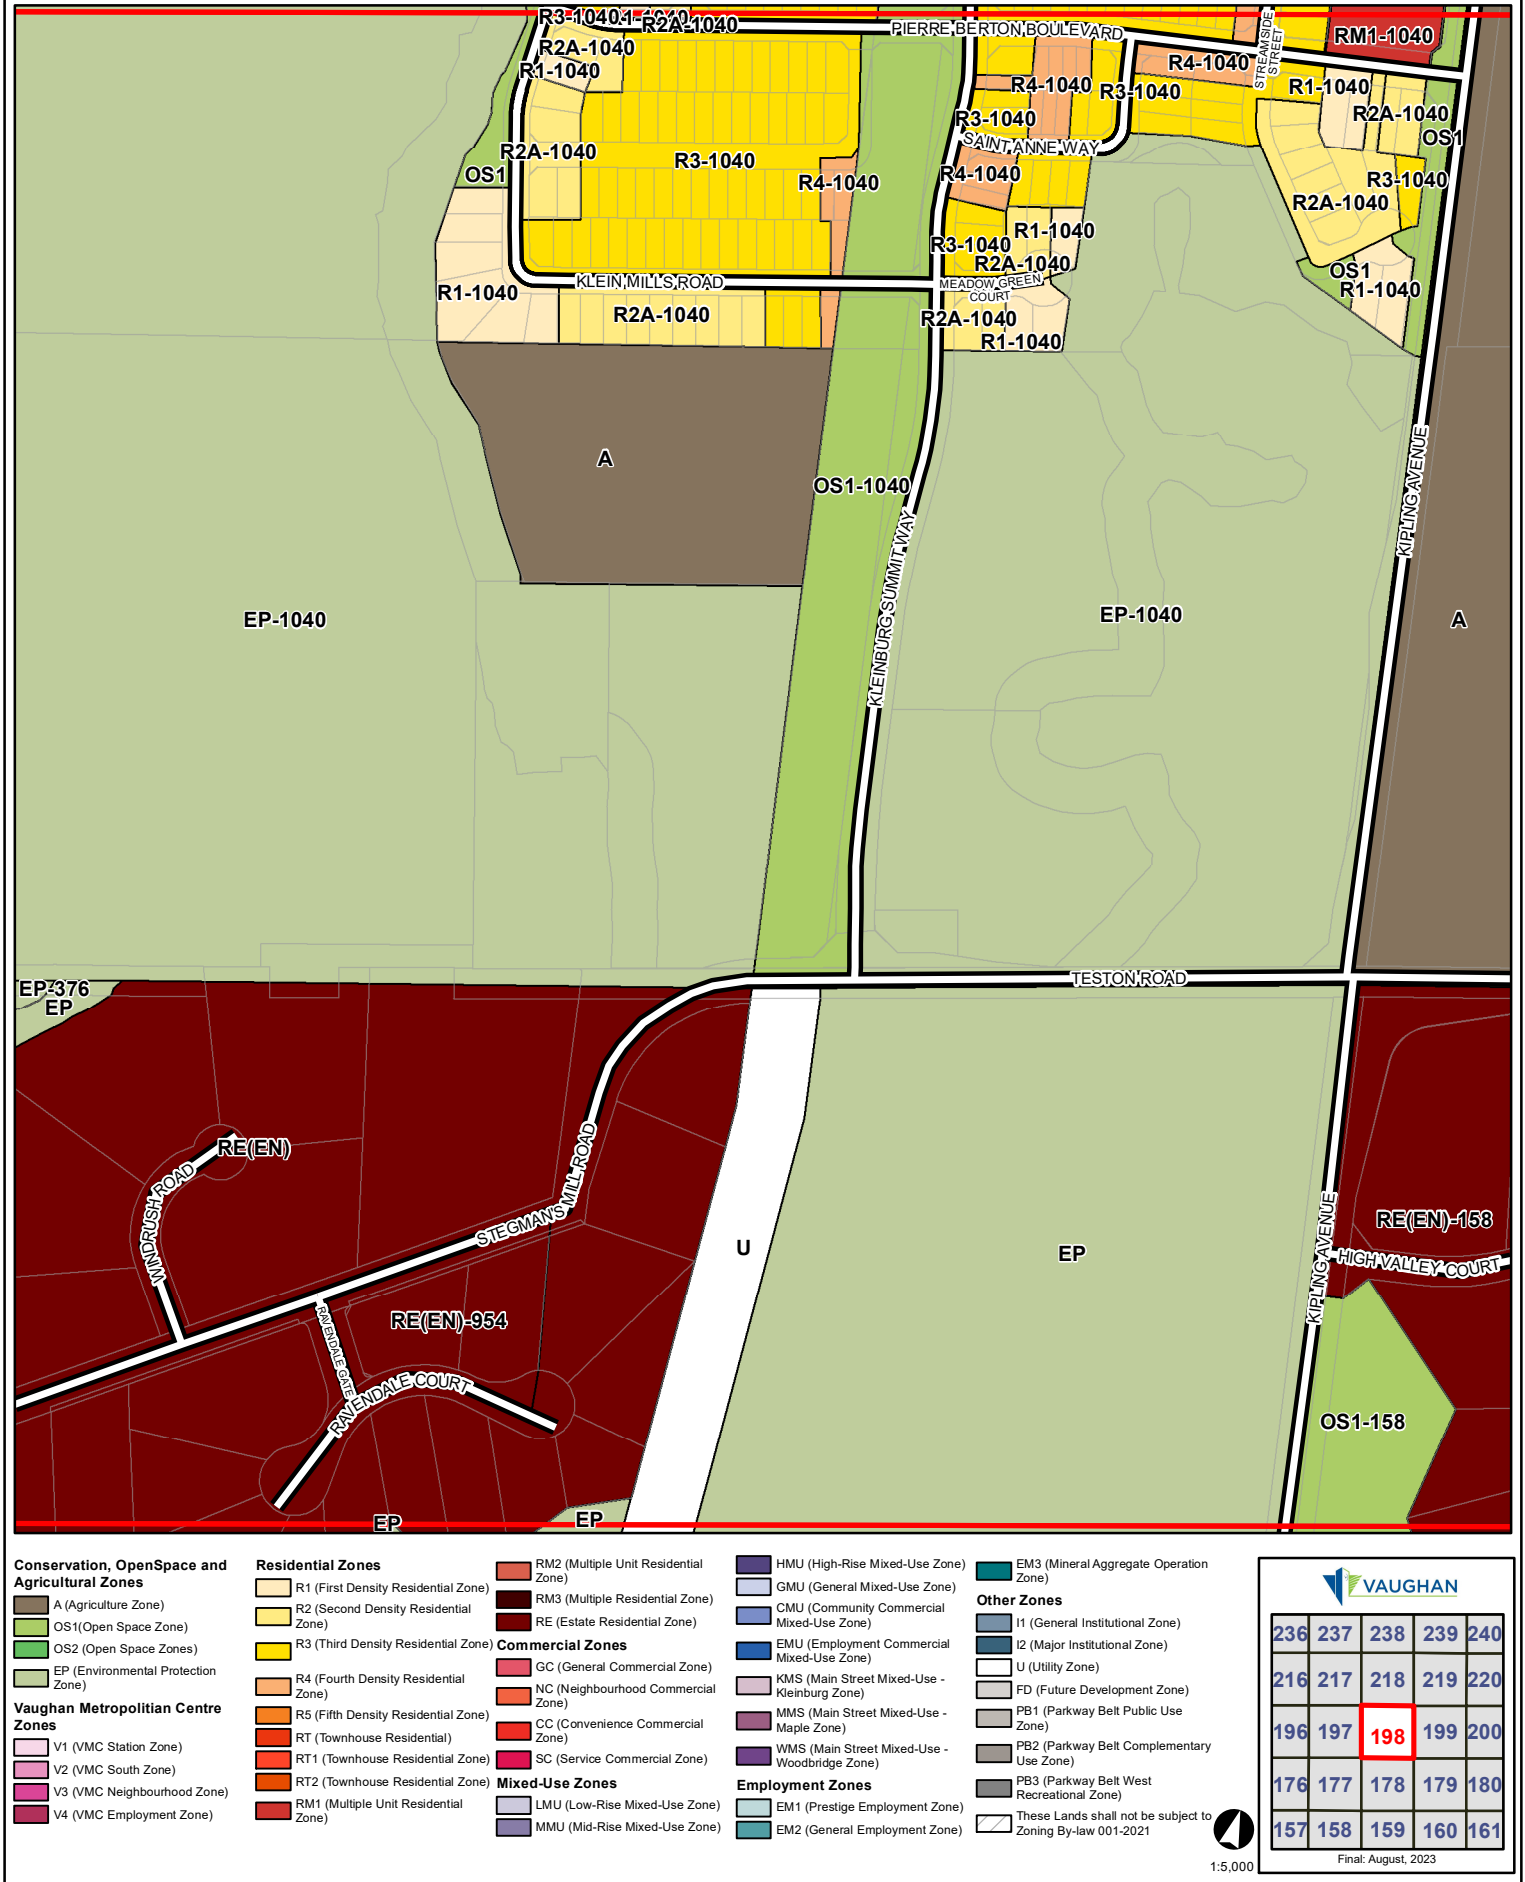 R3-1040
R2A-1040
PIERRE BERTON BOULEVARD
STREAMSIDE
STREET
RM1-1040
R2A-1040
R1-1040
R4-1040
R4-1040
R3-1040
R1-1040
R2A-1040
R3-1040
OS1
SAINT ANNE WAY
R2A-1040
R3-1040
R4-1040
R4-1040
OS1
R3-1040
R2A-1040
R3-1040
R1-1040
R2A-1040
OS1
R1-1040
KLEIN MILLS ROAD
MEADOW GREEN
COURT
R1-1040
R2A-1040
R2A-1040
R1-1040
A
OS1-1040
KIPLING AVENUE
KLEINBURG SUMMIT WAY
EP-1040
EP-1040
A
TESTON ROAD
EP-376
EP
RE(EN)
WINDRUSH ROAD
STEGMAN'S MILL ROAD
U
EP
RE(EN)-158
KIPLING AVENUE
HIGH VALLEY COURT
RE(EN)-954
RAVENDALE GATE
RAVENDALE COURT
OS1-158
EP
EP
Conservation, OpenSpace and
Agricultural Zones
A (Agriculture Zone)
OS1(Open Space Zone)
OS2 (Open Space Zones)
EP (Environmental Protection
Zone)
Vaughan Metropolitian Centre
Zones
V1 (VMC Station Zone)
V2 (VMC South Zone)
V3 (VMC Neighbourhood Zone)
V4 (VMC Employment Zone)
Residential Zones
R1 (First Density Residential Zone)
R2 (Second Density Residential
Zone)
R3 (Third Density Residential Zone)
R4 (Fourth Density Residential
Zone)
R5 (Fifth Density Residential Zone)
RT (Townhouse Residential)
RT1 (Townhouse Residential Zone)
RT2 (Townhouse Residential Zone)
RM1 (Multiple Unit Residential
Zone)
RM2 (Multiple Unit Residential
Zone)
RM3 (Multiple Residential Zone)
RE (Estate Residential Zone)
Commercial Zones
GC (General Commercial Zone)
NC (Neighbourhood Commercial
Zone)
CC (Convenience Commercial
Zone)
SC (Service Commercial Zone)
Mixed-Use Zones
LMU (Low-Rise Mixed-Use Zone)
MMU (Mid-Rise Mixed-Use Zone)
HMU (High-Rise Mixed-Use Zone)
GMU (General Mixed-Use Zone)
CMU (Community Commercial
Mixed-Use Zone)
EMU (Employment Commercial
Mixed-Use Zone)
KMS (Main Street Mixed-Use -
Kleinburg Zone)
MMS (Main Street Mixed-Use -
Maple Zone)
WMS (Main Street Mixed-Use -
Woodbridge Zone)
Employment Zones
EM1 (Prestige Employment Zone)
EM2 (General Employment Zone)
EM3 (Mineral Aggregate Operation
Zone)
Other Zones
I1 (General Institutional Zone)
I2 (Major Institutional Zone)
U (Utility Zone)
FD (Future Development Zone)
PB1 (Parkway Belt Public Use
Zone)
PB2 (Parkway Belt Complementary
Use Zone)
PB3 (Parkway Belt West
Recreational Zone)
These Lands shall not be subject to
Zoning By-law 001-2021
1:5,000
VAUGHAN
236 237 238 239 240
216 217 218 219 220
196 197 198 199 200
176 177 178 179 180
157 158 159 160 161
Final: August, 2023